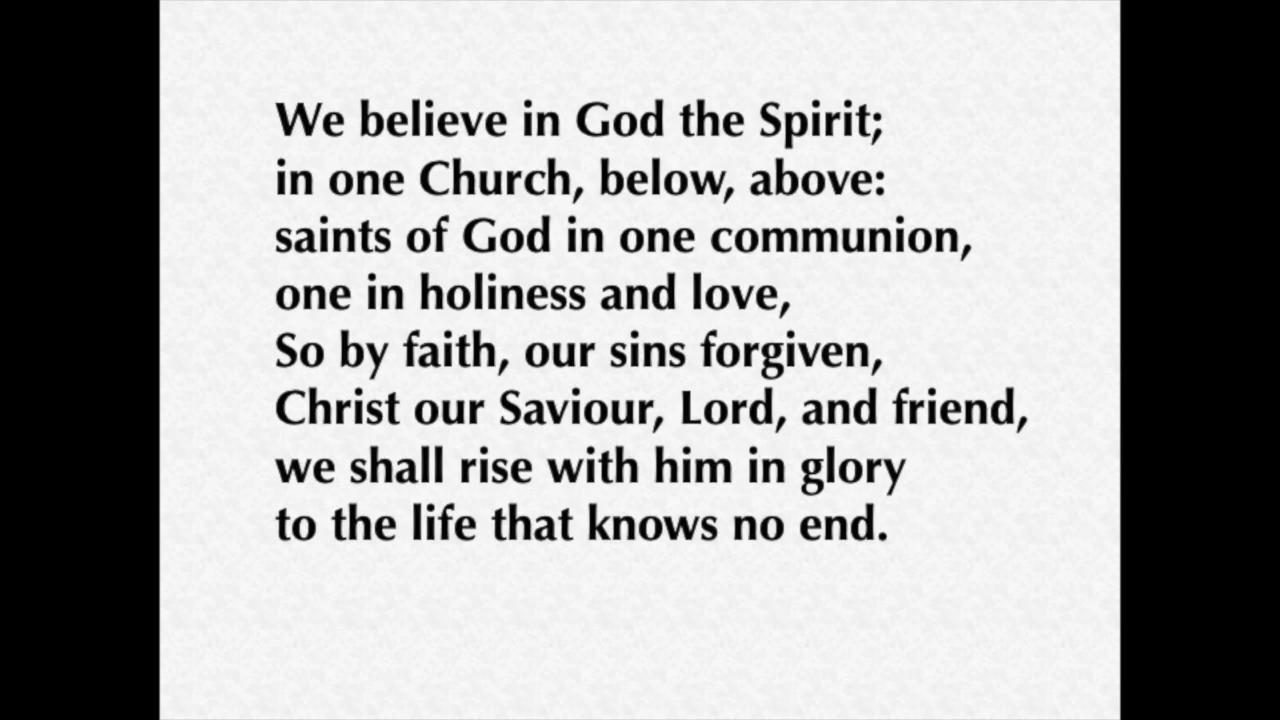 We believe in God the Spirit;
in one Church, below, above:
saints of God in one communion,
one in holiness and love,
So by faith, our sins forgiven,
Christ our Saviour, Lord, and friend,
we shall rise with him in glory
to the life that knows no end.